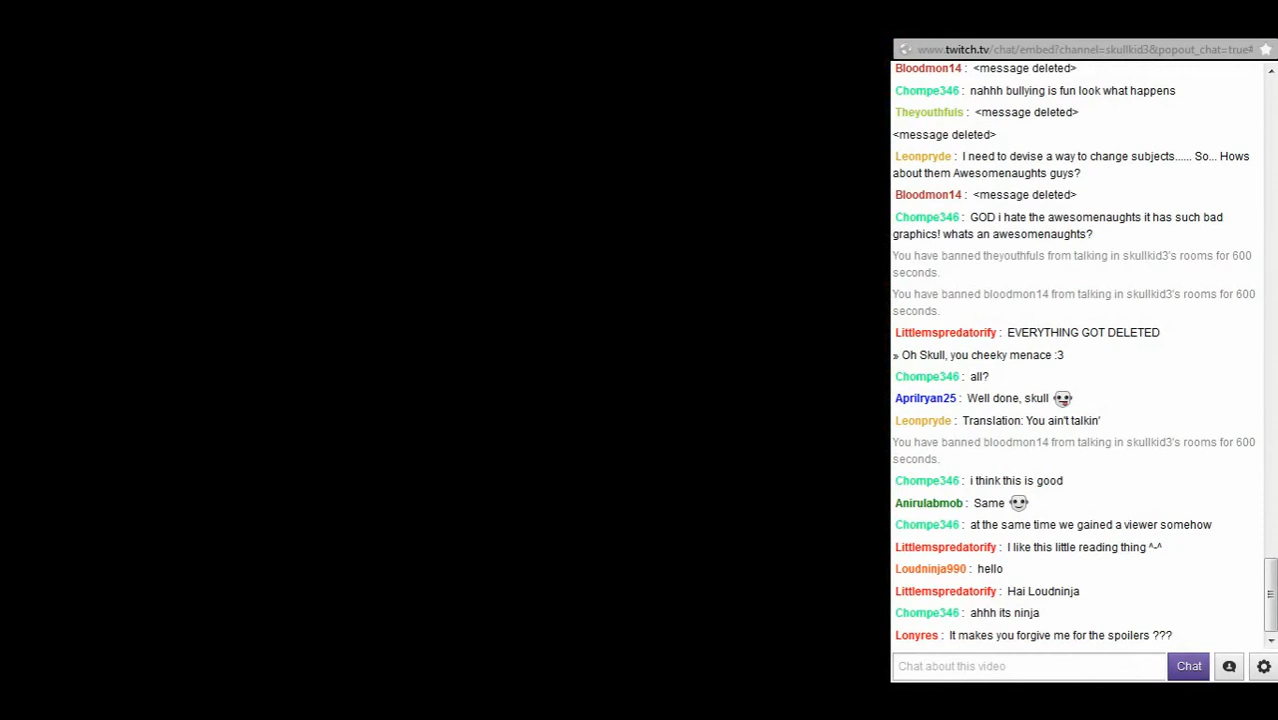 www.twitch.tv/chat/embed?channel=skullkid3&popout_chat=true#
Bloodmon14 : <message deleted>
Chompe346 : nahhh bullying is fun look what happens
Theyouthfuls : <message deleted>
<message deleted>
Leonpryde : I need to devise a way to change subjects...... So... Hows
about them Awesomenaughts guys?
Bloodmon14 : <message deleted>
Chompe346 : GOD i hate the awesomenaughts it has such bad
graphics! whats an awesomenaughts?
You have banned theyouthfuls from talking in skullkid3's rooms for 600
seconds.
You have banned bloodmon14 from talking in skullkid3's rooms for 600
seconds.
Littlemspredatorify : EVERYTHING GOT DELETED
» Oh Skull, you cheeky menace :3
Chompe346 : all?
Aprilryan25 : Well done, skull
Leonpryde : Translation: You ain't talkin'
You have banned bloodmon14 from talking in skullkid3's rooms for 600
seconds.
Chompe346 : i think this is good
Anirulabmob : Same
Chompe346 : at the same time we gained a viewer somehow
Littlemspredatorify : I like this little reading thing ^-^
Loudninja990 : hello
Littlemspredatorify : Hai Loudninja
Chompe346 : ahhh its ninja
Lonyres : It makes you forgive me for the spoilers ???
Chat about this video
Chat